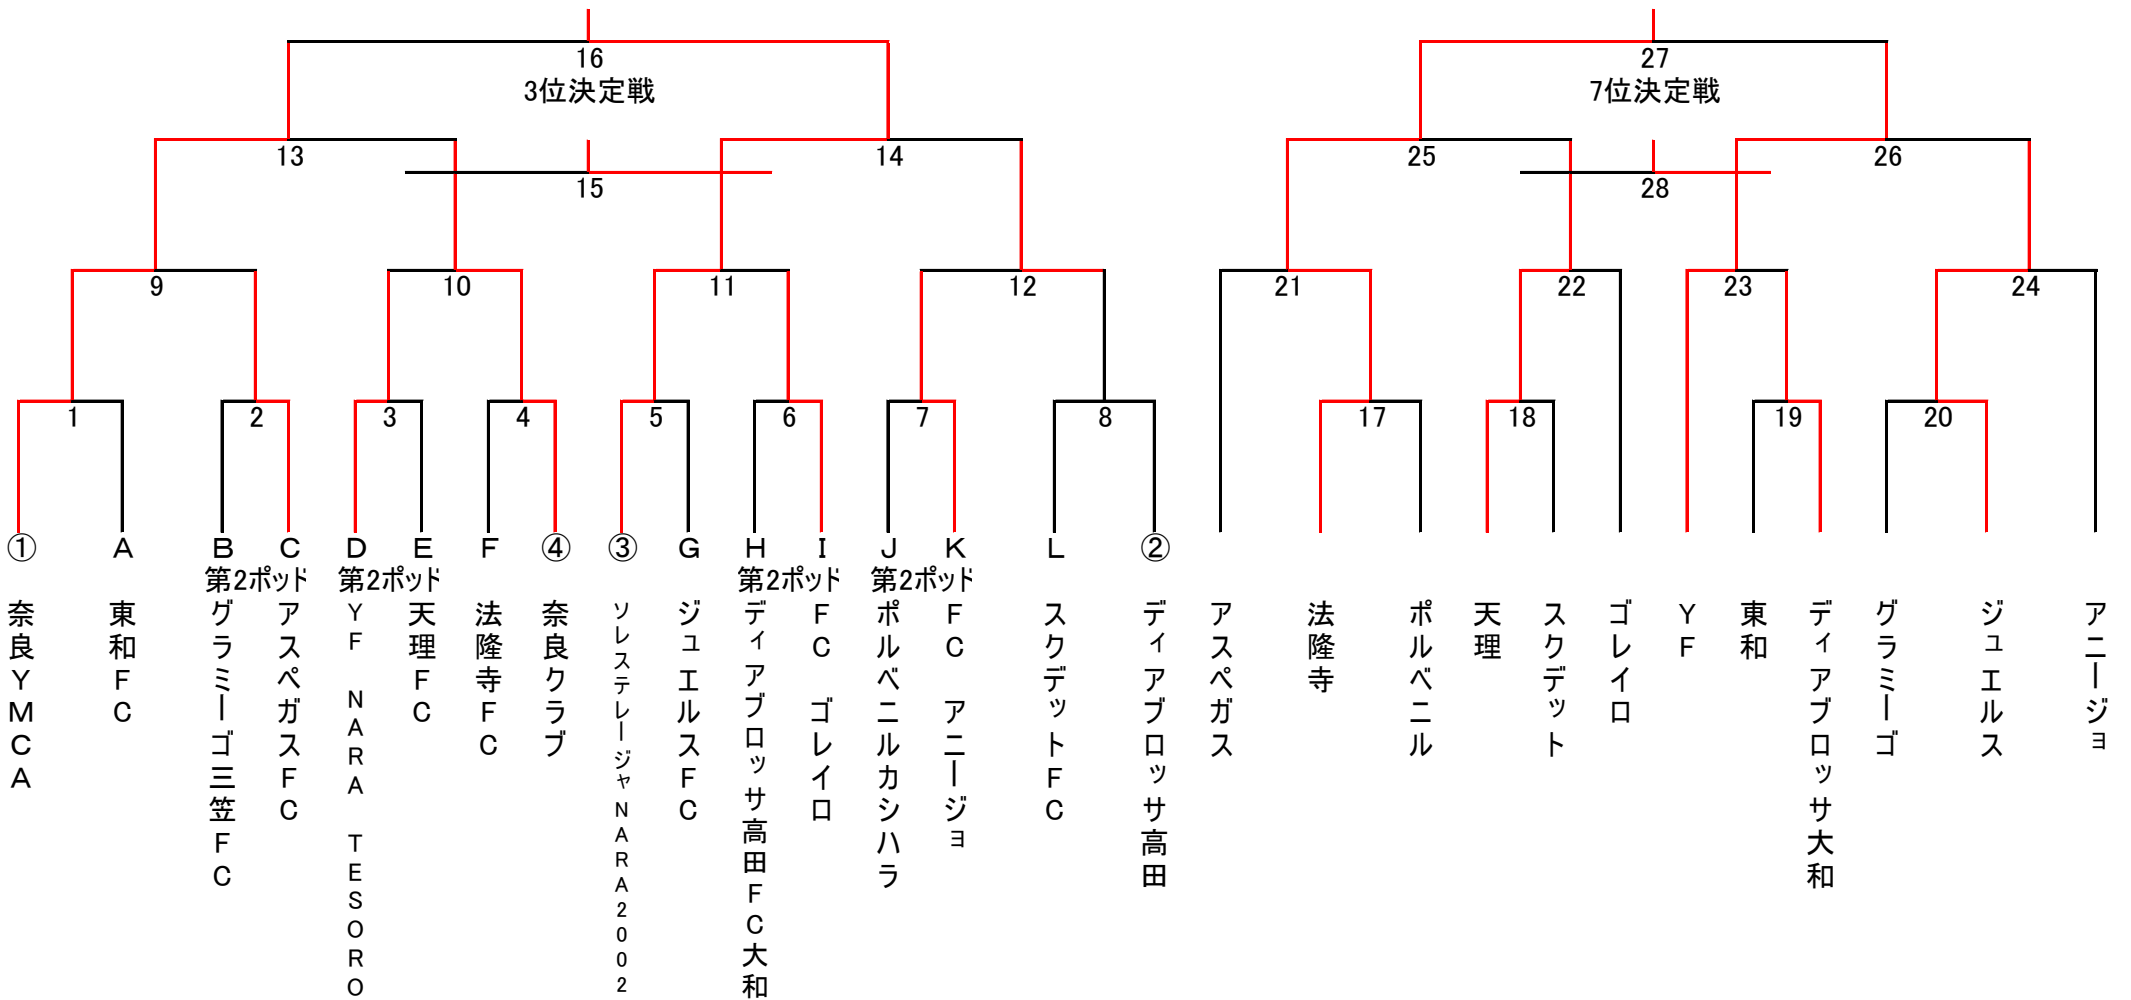 16
27
3位決定戦
7位決定戦
13
14
25
26
15
28
9
10
11
12
21
22
23
24
1
2
3
4
5
6
7
8
17
18
19
20
① A B C D E F ④ ③ G H I J K L ②
第2ポッド 第2ポッド 第2ポッド 第2ポッド
奈良YMCA
東和FC
グラミーゴ三笠FC
アスペガスFC
YF NARA TESORO
天理FC
法隆寺FC
奈良クラブ
ソレステレージャNARA2002
ジュエルスFC
ディアブロッサ高田FC大和
FC ゴレイロ
ポルベニルカシハラ
FC アニージョ
スクデットFC
ディアブロッサ高田
アスペガス
法隆寺
ポルベニル
天理
スクデット
ゴレイロ
YF
東和
ディアブロッサ大和
グラミーゴ
ジュエルス
アニージョ